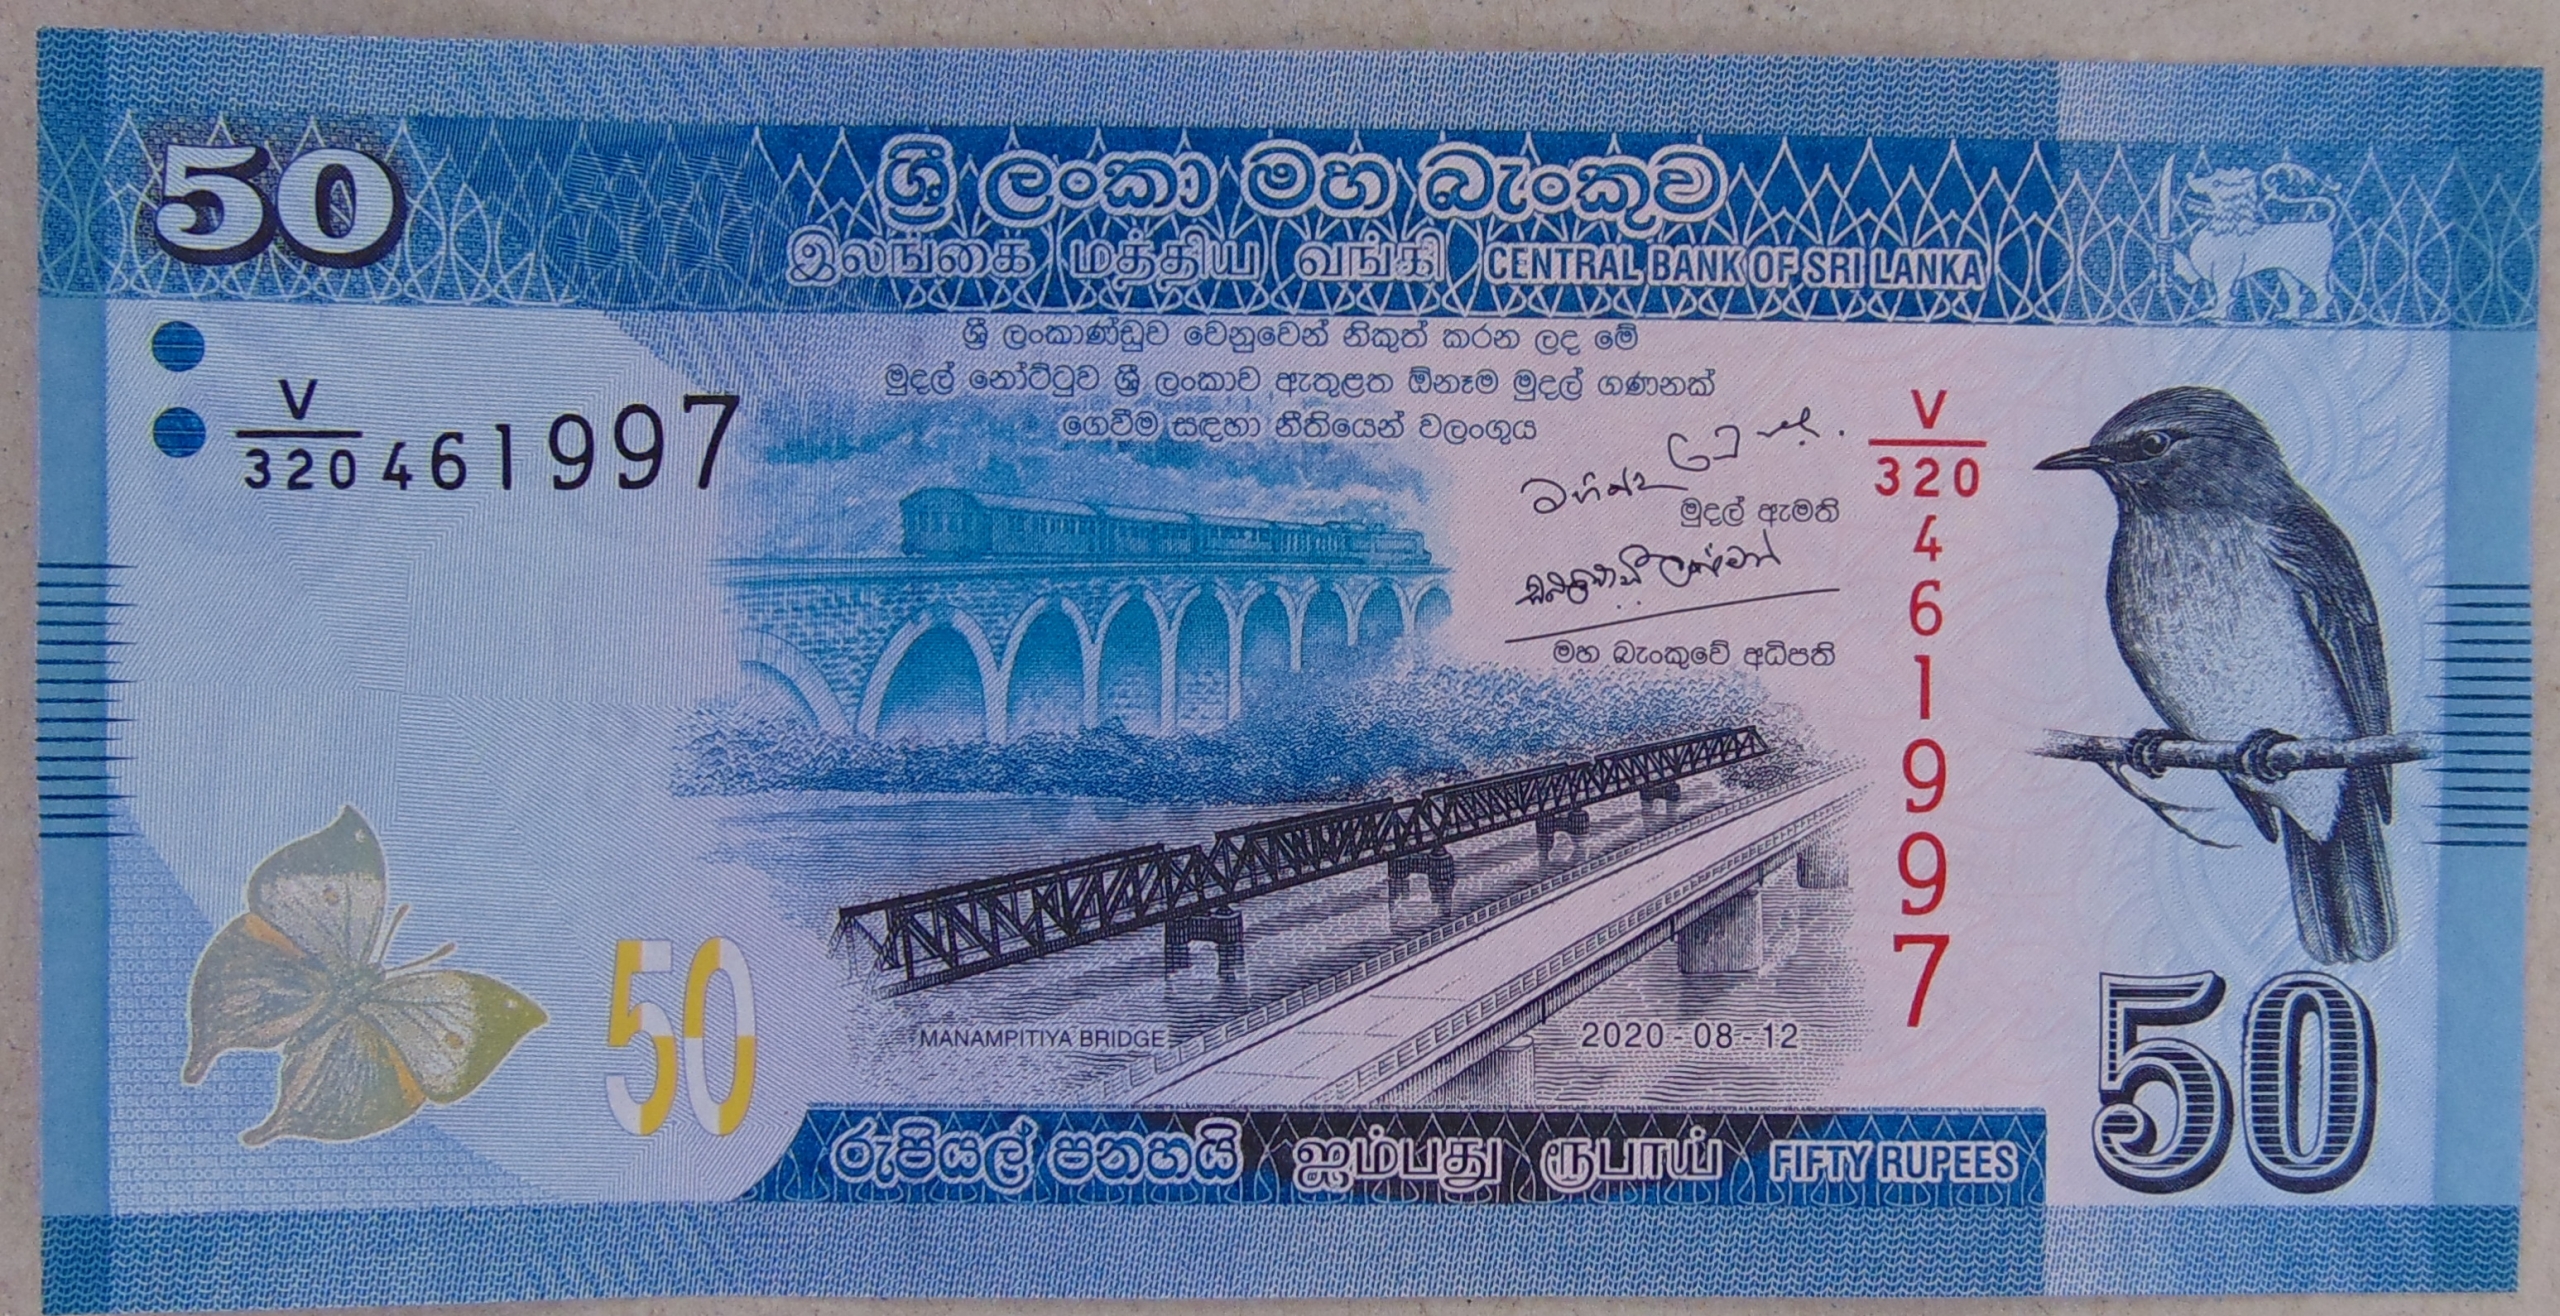 50
ශ්‍රී ලංකා මහ බැංකුව
இலங்கை மத்திய வங்கி CENTRAL BANK OF SRI LANKA
ශ්‍රී ලංකාණ්ඩුව වෙනුවෙන් නිකුත් කරන ලද මේ
මුදල් නෝට්ටුව ශ්‍රී ලංකාව ඇතුළත ඕනෑම මුදල් ගණනක්
ගෙවීම සඳහා නීතියෙන් වලංගුය
V/320 461997
මුදල් ඇමති
මහ බැංකුවේ අධිපති
V/320 461997
50
MANAMPITIYA BRIDGE
2020-08-12
රුපියල් පනහයි ஐம்பது ரூபாய் FIFTY RUPEES
50